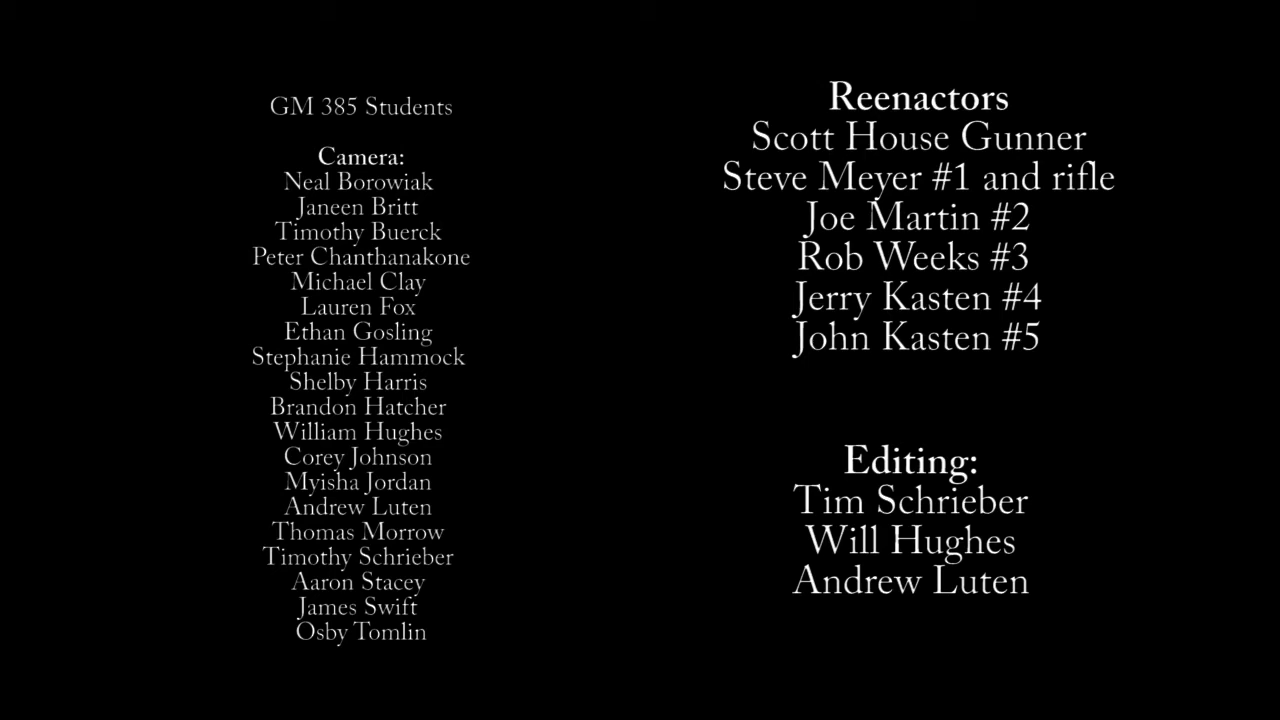 GM 385 Students
Camera:
Neal Borowiak
Janeen Britt
Timothy Buerck
Peter Chanthanakone
Michael Clay
Lauren Fox
Ethan Gosling
Stephanie Hammock
Shelby Harris
Brandon Hatcher
William Hughes
Corey Johnson
Myisha Jordan
Andrew Luten
Thomas Morrow
Timothy Schrieber
Aaron Stacey
James Swift
Osby Tomlin
Reenactors
Scott House Gunner
Steve Meyer #1 and rifle
Joe Martin #2
Rob Weeks #3
Jerry Kasten #4
John Kasten #5
Editing:
Tim Schrieber
Will Hughes
Andrew Luten